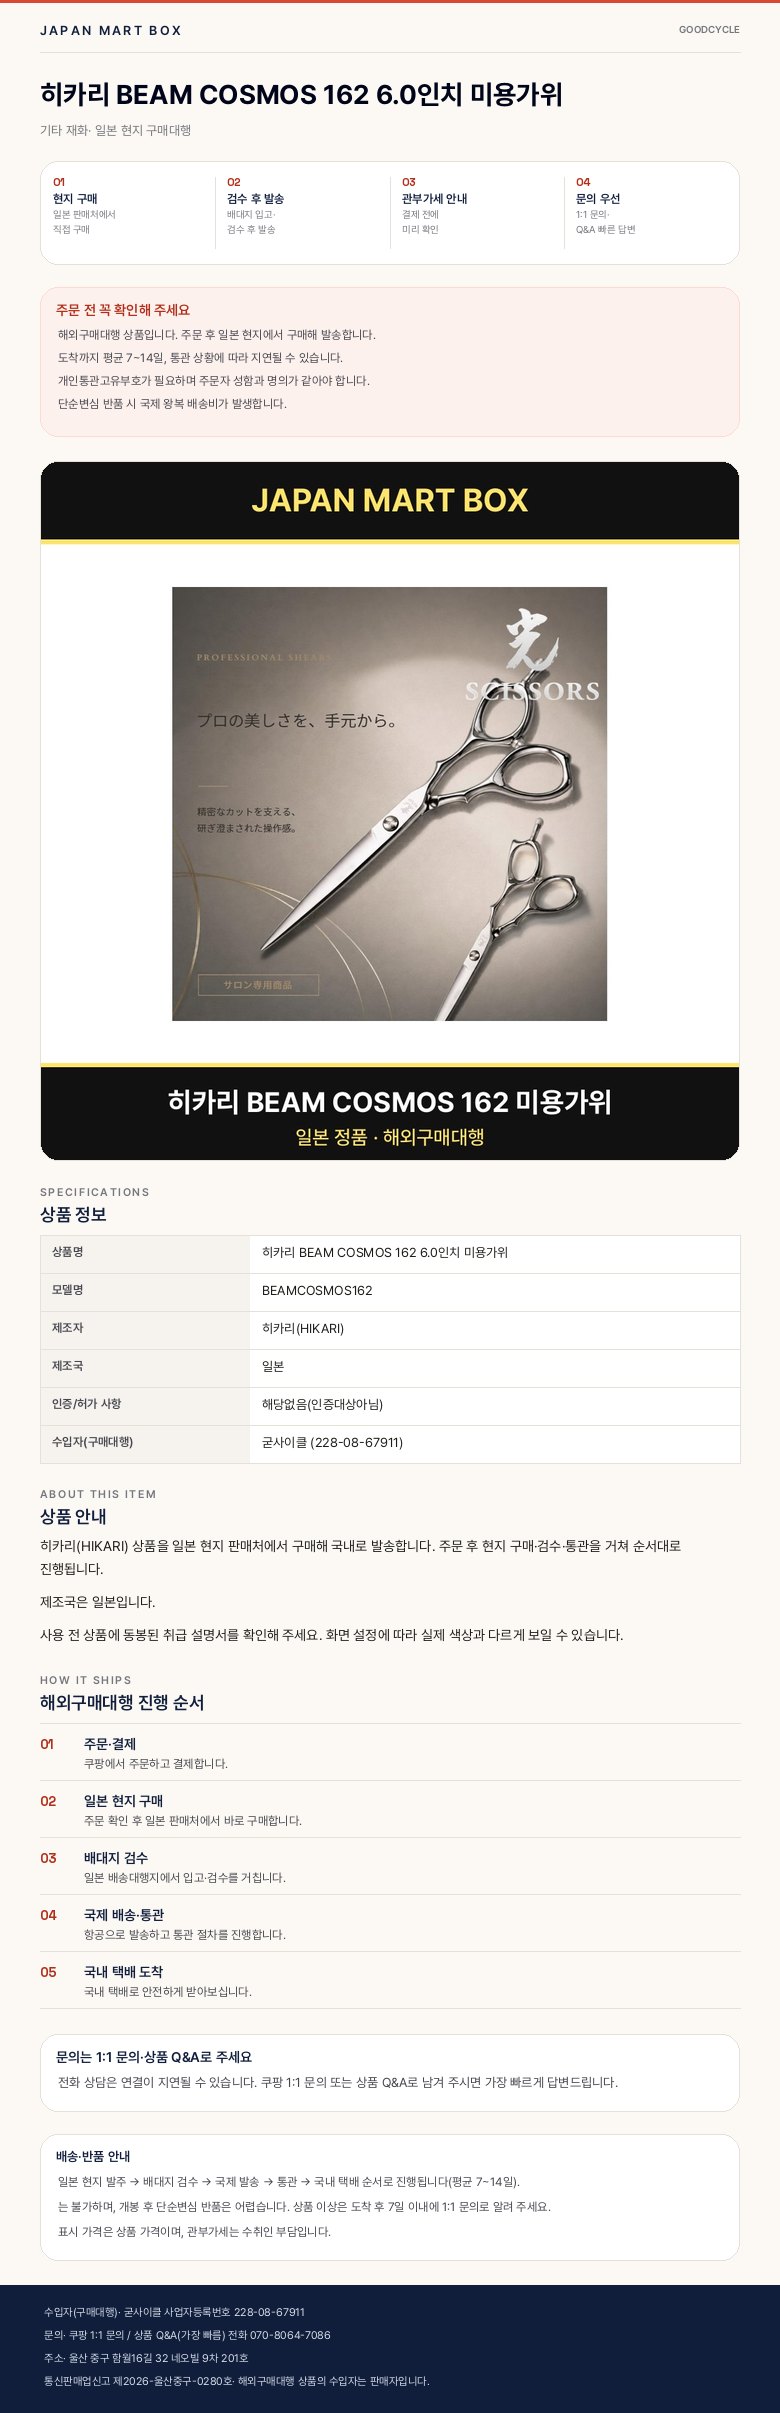 JAPAN MART BOX
GOODCYCLE
히카리 BEAM COSMOS 162 6.0인치 미용가위
기타 재화· 일본 현지 구매대행
01
현지 구매
일본 판매처에서
직접 구매
02
검수 후 발송
배대지 입고·
검수 후 발송
03
관부가세 안내
결제 전에
미리 확인
04
문의 우선
1:1 문의·
Q&A 빠른 답변
주문 전 꼭 확인해 주세요
해외구매대행 상품입니다. 주문 후 일본 현지에서 구매해 발송합니다.
도착까지 평균 7~14일, 통관 상황에 따라 지연될 수 있습니다.
개인통관고유부호가 필요하며 주문자 성함과 명의가 같아야 합니다.
단순변심 반품 시 국제 왕복 배송비가 발생합니다.
JAPAN MART BOX
光
SCISSORS
PROFESSIONAL SHEARS
プロの美しさを、手元から。
精密なカットを支える、
研ぎ澄まされた操作感。
サロン専用商品
히카리 BEAM COSMOS 162 미용가위
일본 정품 · 해외구매대행
SPECIFICATIONS
상품 정보
상품명 히카리 BEAM COSMOS 162 6.0인치 미용가위
모델명 BEAMCOSMOS162
제조자 히카리(HIKARI)
제조국 일본
인증/허가 사항 해당없음(인증대상아님)
수입자(구매대행) 굳사이클 (228-08-67911)
ABOUT THIS ITEM
상품 안내
히카리(HIKARI) 상품을 일본 현지 판매처에서 구매해 국내로 발송합니다. 주문 후 현지 구매·검수·통관을 거쳐 순서대로
진행됩니다.
제조국은 일본입니다.
사용 전 상품에 동봉된 취급 설명서를 확인해 주세요. 화면 설정에 따라 실제 색상과 다르게 보일 수 있습니다.
HOW IT SHIPS
해외구매대행 진행 순서
01 주문·결제
쿠팡에서 주문하고 결제합니다.
02 일본 현지 구매
주문 확인 후 일본 판매처에서 바로 구매합니다.
03 배대지 검수
일본 배송대행지에서 입고·검수를 거칩니다.
04 국제 배송·통관
항공으로 발송하고 통관 절차를 진행합니다.
05 국내 택배 도착
국내 택배로 안전하게 받아보십니다.
문의는 1:1 문의·상품 Q&A로 주세요
전화 상담은 연결이 지연될 수 있습니다. 쿠팡 1:1 문의 또는 상품 Q&A로 남겨 주시면 가장 빠르게 답변드립니다.
배송·반품 안내
일본 현지 발주 → 배대지 검수 → 국제 발송 → 통관 → 국내 택배 순서로 진행됩니다(평균 7~14일).
는 불가하며, 개봉 후 단순변심 반품은 어렵습니다. 상품 이상은 도착 후 7일 이내에 1:1 문의로 알려 주세요.
표시 가격은 상품 가격이며, 관부가세는 수취인 부담입니다.
수입자(구매대행)· 굳사이클 사업자등록번호 228-08-67911
문의· 쿠팡 1:1 문의 / 상품 Q&A(가장 빠름) 전화 070-8064-7086
주소· 울산 중구 함월16길 32 네오빌 9차 201호
통신판매업신고 제2026-울산중구-0280호· 해외구매대행 상품의 수입자는 판매자입니다.